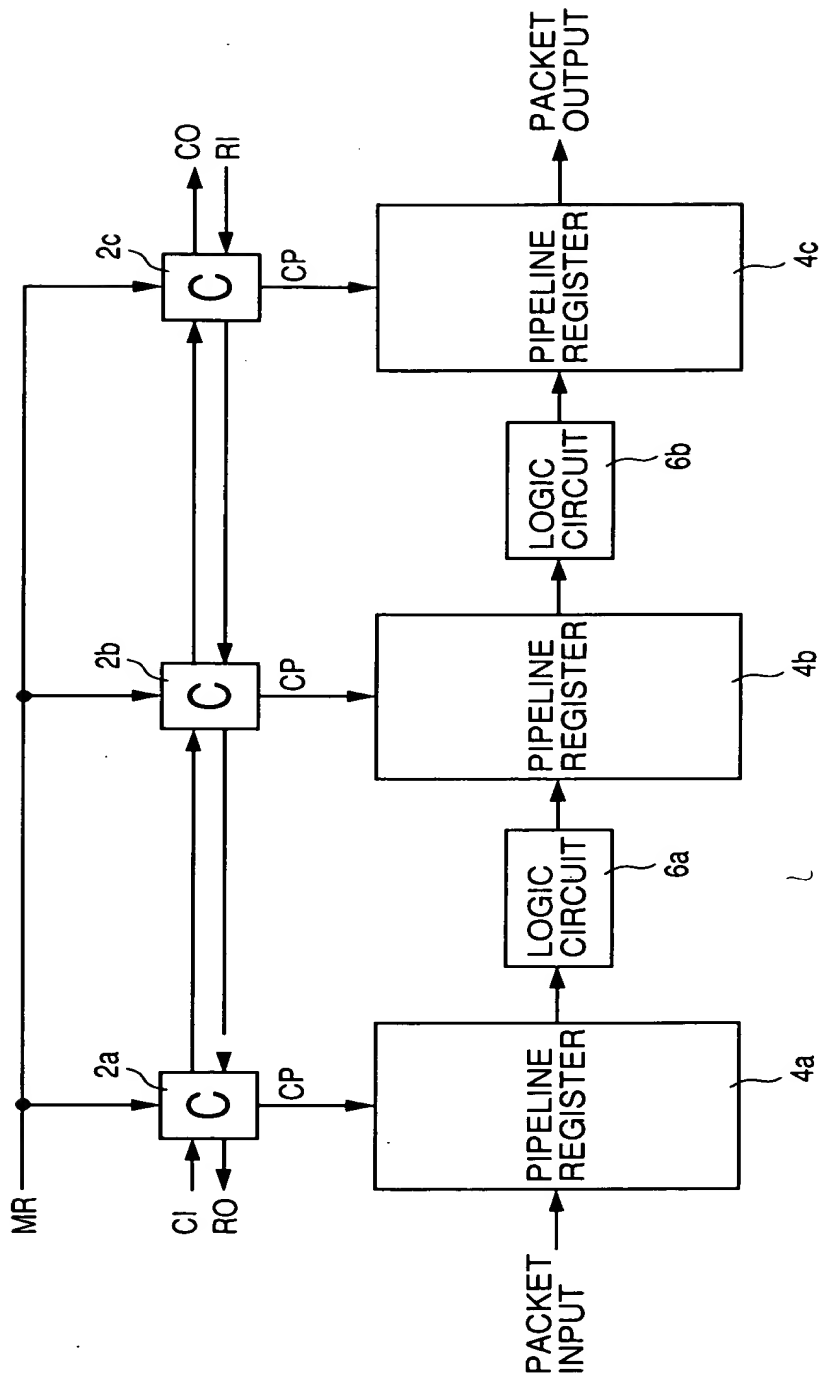 MR
2a
2b
2c
CI
RO
C
C
C
CO
RI
CP
CP
CP
PACKET
INPUT
PIPELINE
REGISTER
4a
LOGIC
CIRCUIT
6a
PIPELINE
REGISTER
4b
LOGIC
CIRCUIT
6b
PIPELINE
REGISTER
4c
PACKET
OUTPUT